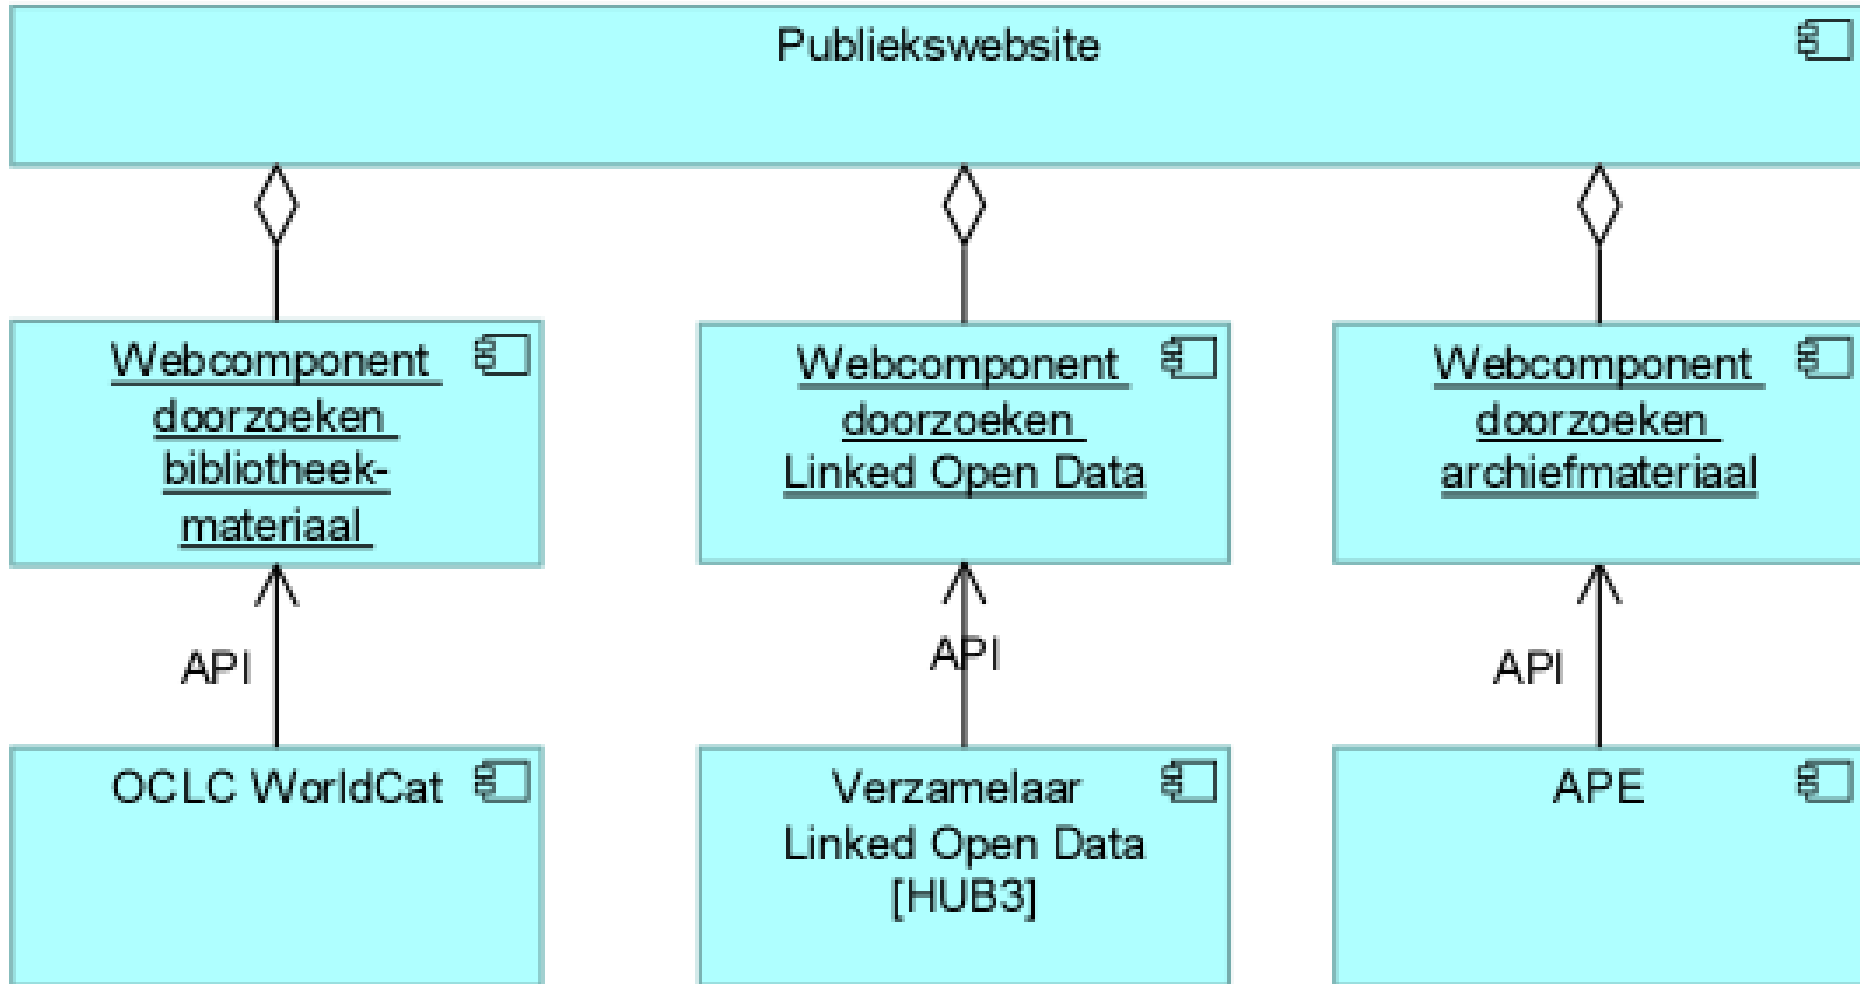 Publiekswebsite
Webcomponent
doorzoeken
bibliotheek-
materiaal
Webcomponent
doorzoeken
Linked Open Data
Webcomponent
doorzoeken
archiefmateriaal
API
API
API
OCLC WorldCat
Verzamelaar
Linked Open Data
[HUB3]
APE